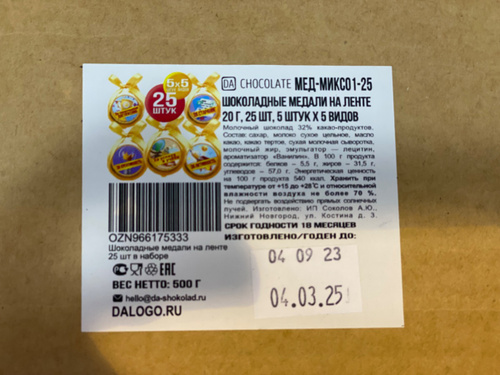 5x5
25
ШТУК
DA CHOCOLATE МЕД-МИКС01-25
ШОКОЛАДНЫЕ МЕДАЛИ НА ЛЕНТЕ
20 Г, 25 ШТ, 5 ШТУК Х 5 ВИДОВ
Молочный шоколад 32% какао-продуктов.
Состав: сахар, молоко сухое цельное, масло
какао, какао тертое, сухая молочная сыворотка,
молочный жир, эмульгатор — лецитин,
ароматизатор «Ванилин». В 100 г продукта
содержится: белков – 5,5 г, жиров – 31,5 г,
углеводов – 57,0 г. Энергетическая ценность
на 100 г продукта 540 ккал. Хранить при
температуре от +15 до +28°С и относительной
влажности воздуха не более 70 %.
Не подвергать воздействию прямых солнечных
лучей. Изготовлено: ИП Соколов А.Ю.,
Нижний Новгород, ул. Костина д. 3.
СРОК ГОДНОСТИ 18 МЕСЯЦЕВ
ИЗГОТОВЛЕНО/ГОДЕН ДО:
04 09 23
04.03.25
OZN966175333
Шоколадные медали на ленте
25 шт в наборе
EAC
ВЕС НЕТТО: 500 Г
hello@da-shokolad.ru
DALOGO.RU